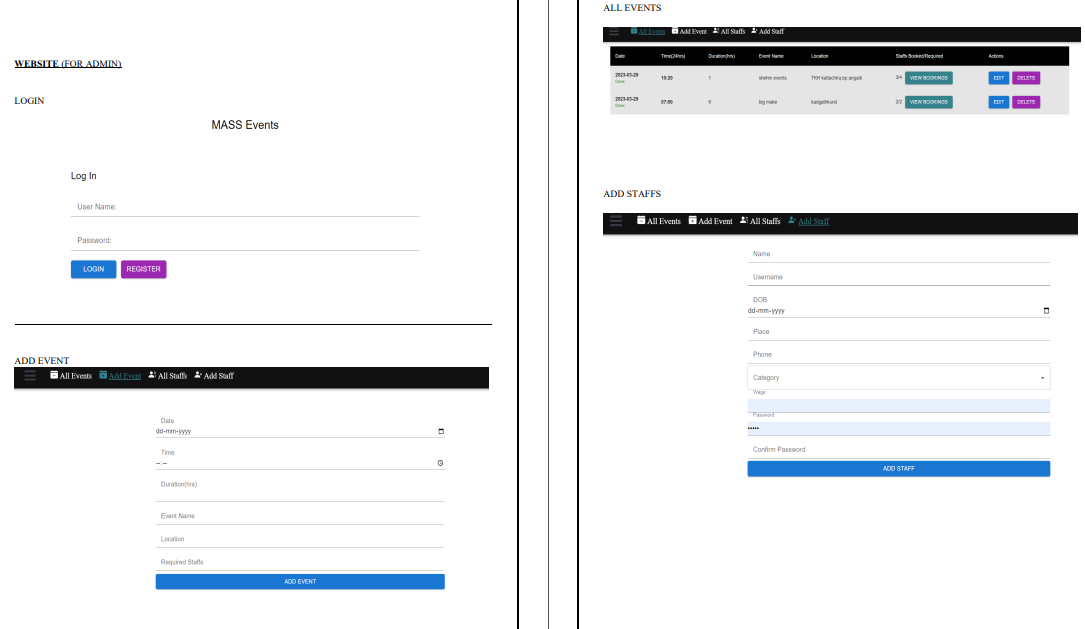 WEBSITE (FOR ADMIN)
LOGIN
MASS Events
Log In
User Name:
Password:
LOGIN REGISTER
ADD EVENT
All Events Add Event All Staffs Add Staff
Date
dd-mm-yyyy
Time
--:--
Duration(hrs)
Event Name
Location
Required Staffs
ADD EVENT
ALL EVENTS
All Events Add Event All Staffs Add Staff
Date Time(24hrs) Duration(hrs) Event Name Location Staffs Booked/Required Actions
2023-03-29 10:20 1 shehin events TKH kattachira,by angadi 3/4 VIEW BOOKINGS EDIT DELETE
2023-03-29 07:00 6 big make 2/2 VIEW BOOKINGS EDIT DELETE
ADD STAFFS
All Events Add Event All Staffs Add Staff
Name
Username
DOB
dd-mm-yyyy
Place
Phone
Category
Wage
Password
•••••
Confirm Password
ADD STAFF